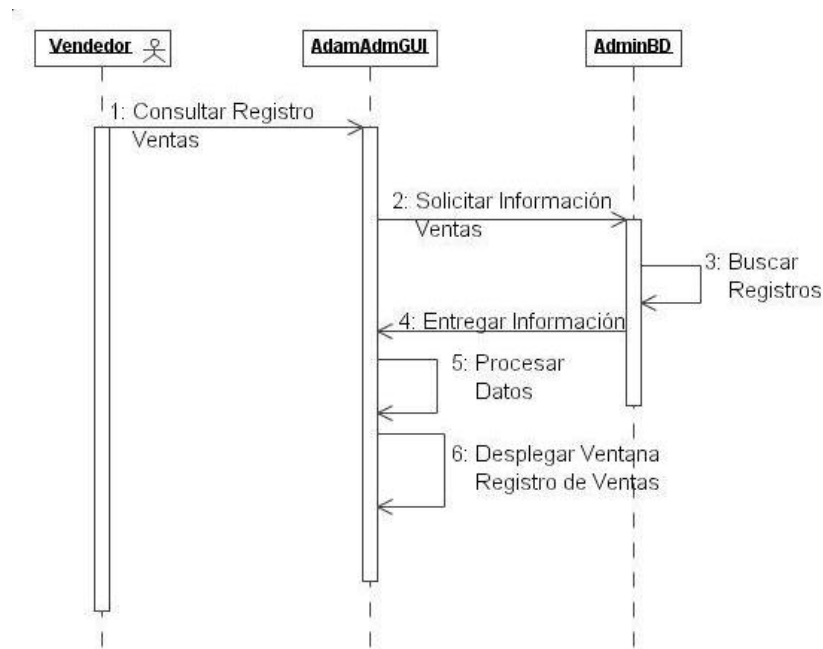 Vendedor
AdamAdmGUI
AdminBD
1: Consultar Registro
Ventas
2: Solicitar Información
Ventas
3: Buscar
Registros
4: Entregar Información
5: Procesar
Datos
6: Desplegar Ventana
Registro de Ventas